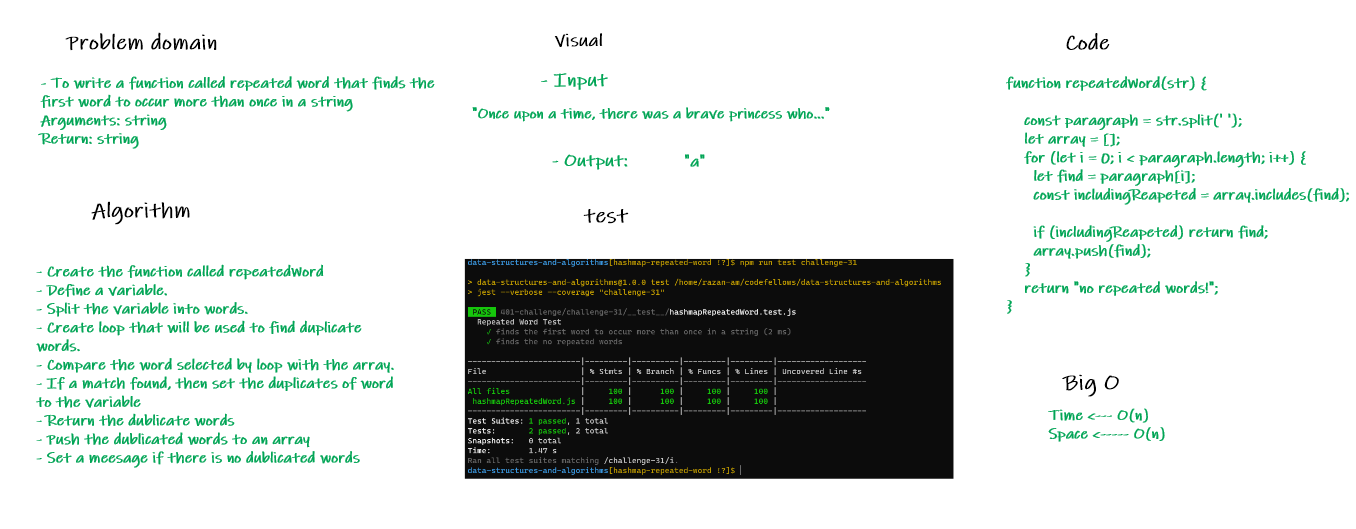 Problem domain
- To write a function called repeated word that finds the
first word to occur more than once in a string
Arguments: string
Return: string
Algorithm
- Create the function called repeatedWord
- Define a variable.
- Split the variable into words.
- Create loop that will be used to find duplicate
words.
- Compare the word selected by loop with the array.
- If a match found, then set the duplicates of word
to the variable
- Return the dublicate words
- Push the dublicated words to an array
- Set a meesage if there is no dublicated words
Visual
- Input
"Once upon a time, there was a brave princess who..."
- Output: "a"
test
data-structures-and-algorithms[hashmap-repeated-word !?]$ npm run test challenge-31
> data-structures-and-algorithms@1.0.0 test /home/razan-am/codefellows/data-structures-and-algorithms
> jest --verbose --coverage "challenge-31"
PASS 401-challenge/challenge-31/__test__/hashmapRepeatedWord.test.js
Repeated Word Test
✓ finds the first word to occur more than once in a string (2 ms)
✓ finds the no repeated words
File | % Stmts | % Branch | % Funcs | % Lines | Uncovered Line #s
All files | 100 | 100 | 100 | 100 |
hashmapRepeatedWord.js | 100 | 100 | 100 | 100 |
Test Suites: 1 passed, 1 total
Tests: 2 passed, 2 total
Snapshots: 0 total
Time: 1.47 s
Ran all test suites matching /challenge-31/i.
data-structures-and-algorithms[hashmap-repeated-word !?]$
Code
function repeatedWord(str) {
const paragraph = str.split(' ');
let array = [];
for (let i = 0; i < paragraph.length; i++) {
let find = paragraph[i];
const includingReapeted = array.includes(find);
if (includingReapeted) return find;
array.push(find);
}
return "no repeated words!";
}
Big O
Time <--- O(n)
Space <----- O(n)